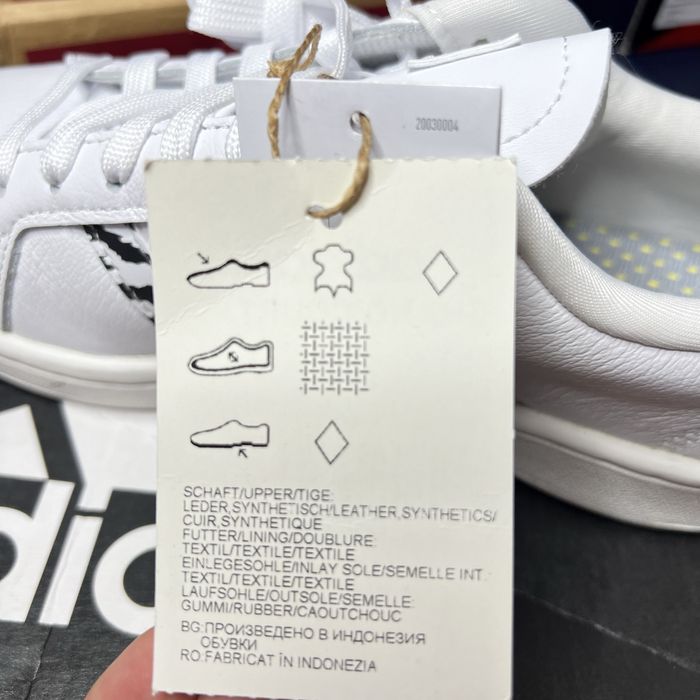 20030004
SCHAFT/UPPER/TIGE:
LEDER,SYNTHETISCH/LEATHER,SYNTHETICS/
CUIR SYNTHETIQUE
FUTTER/LINING/DOUBLURE:
TEXTIL/TEXTILE/TEXTILE
EINLEGESOHLE/INLAY SOLE/SEMELLE INT.:
TEXTIL/TEXTILE/TEXTILE
LAUFSOHLE/OUTSOLE/SEMELLE:
GUMMI/RUBBER/CAOUTCHOUC
BG:ПРОИЗВЕДЕНО В ИНДОНЕЗИЯ
ОБУВКИ
RO.FABRICAT ÎN INDONEZIA
adidas